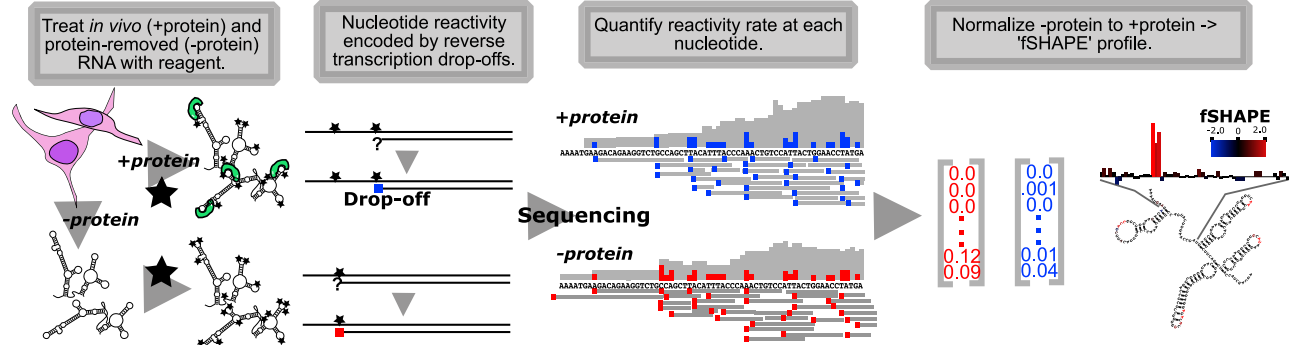 Treat in vivo (+protein) and
protein-removed (-protein)
RNA with reagent.
Nucleotide reactivity
encoded by reverse
transcription drop-offs.
Quantify reactivity rate at each
nucleotide.
Normalize -protein to +protein ->
'fSHAPE' profile.
+protein
-protein
?
Drop-off
?
Sequencing
+protein
AAAATGAAGACAGAAGGTCTGCCAGCTTACATTTACCCAAACTGTCCATTACTGGAACCTATGA
-protein
AAAATGAAGACAGAAGGTCTGCCAGCTTACATTTACCCAAACTGTCCATTACTGGAACCTATGA
0.0
0.0
0.0
0.12
0.09
0.0
.001
0.0
0.01
0.04
fSHAPE
-2.0 0 2.0